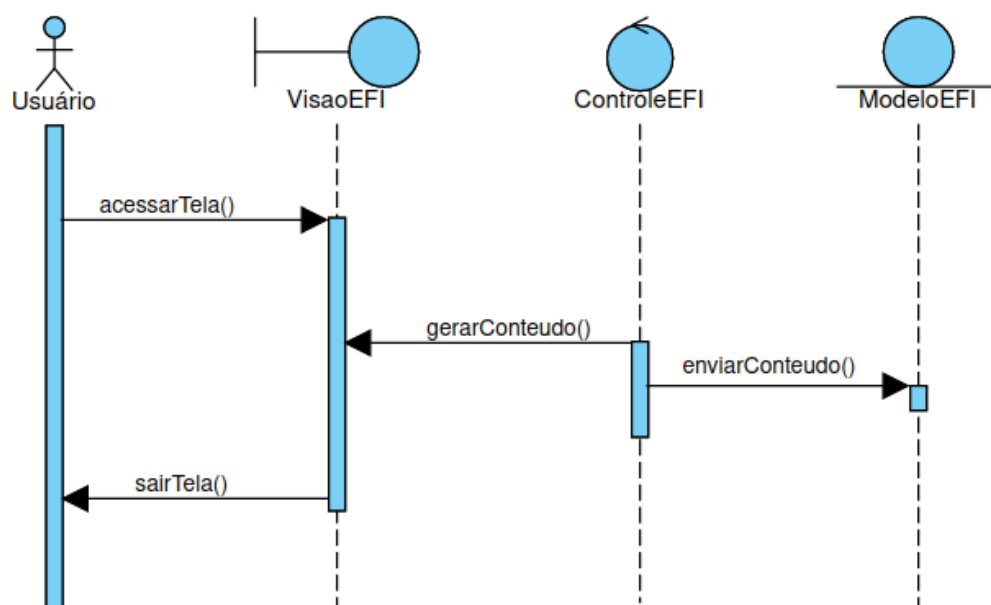 Usuário
VisaoEFI
ControleEFI
ModeloEFI
acessarTela()
gerarConteudo()
enviarConteudo()
sairTela()